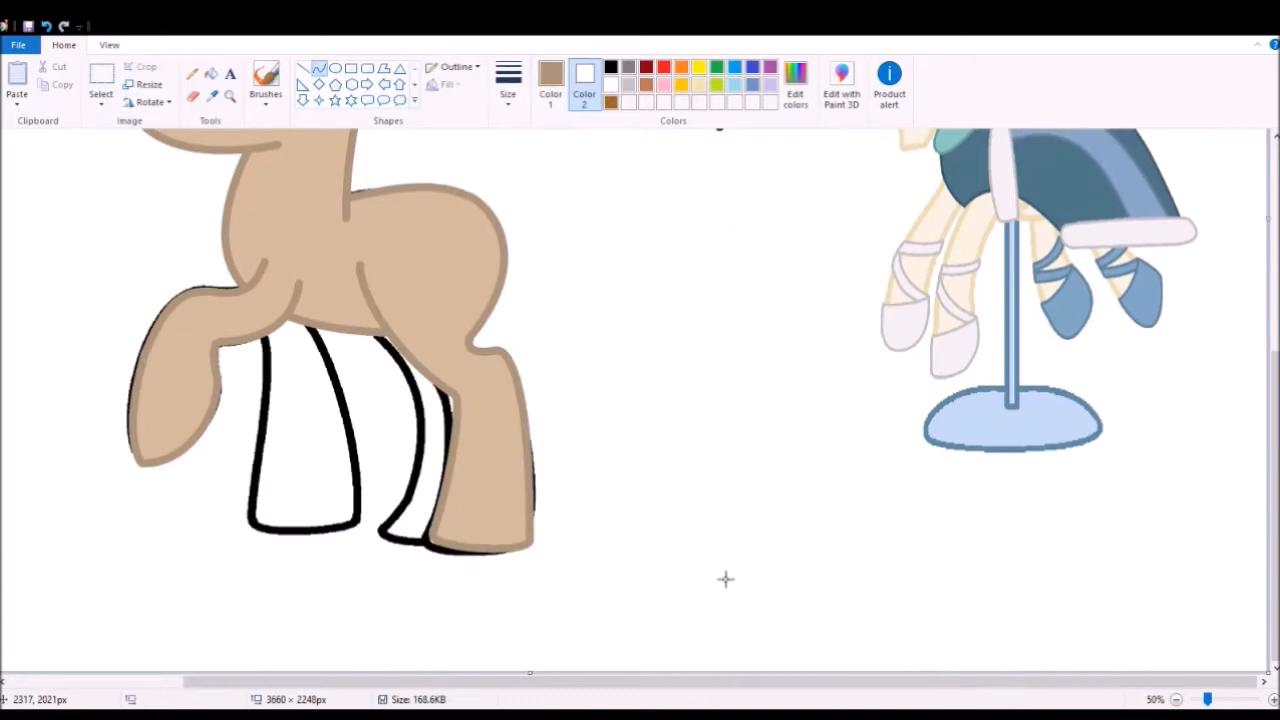 File Home View
Paste Cut Copy
Clipboard
Select Crop Resize Rotate
Image
A
Tools
Brushes
Outline Fill
Shapes
Size
Color 1
Color 2
Edit colors
Colors
Edit with Paint 3D
Product alert
2317, 2021px
3660 × 2248px
Size: 168.6KB
50%